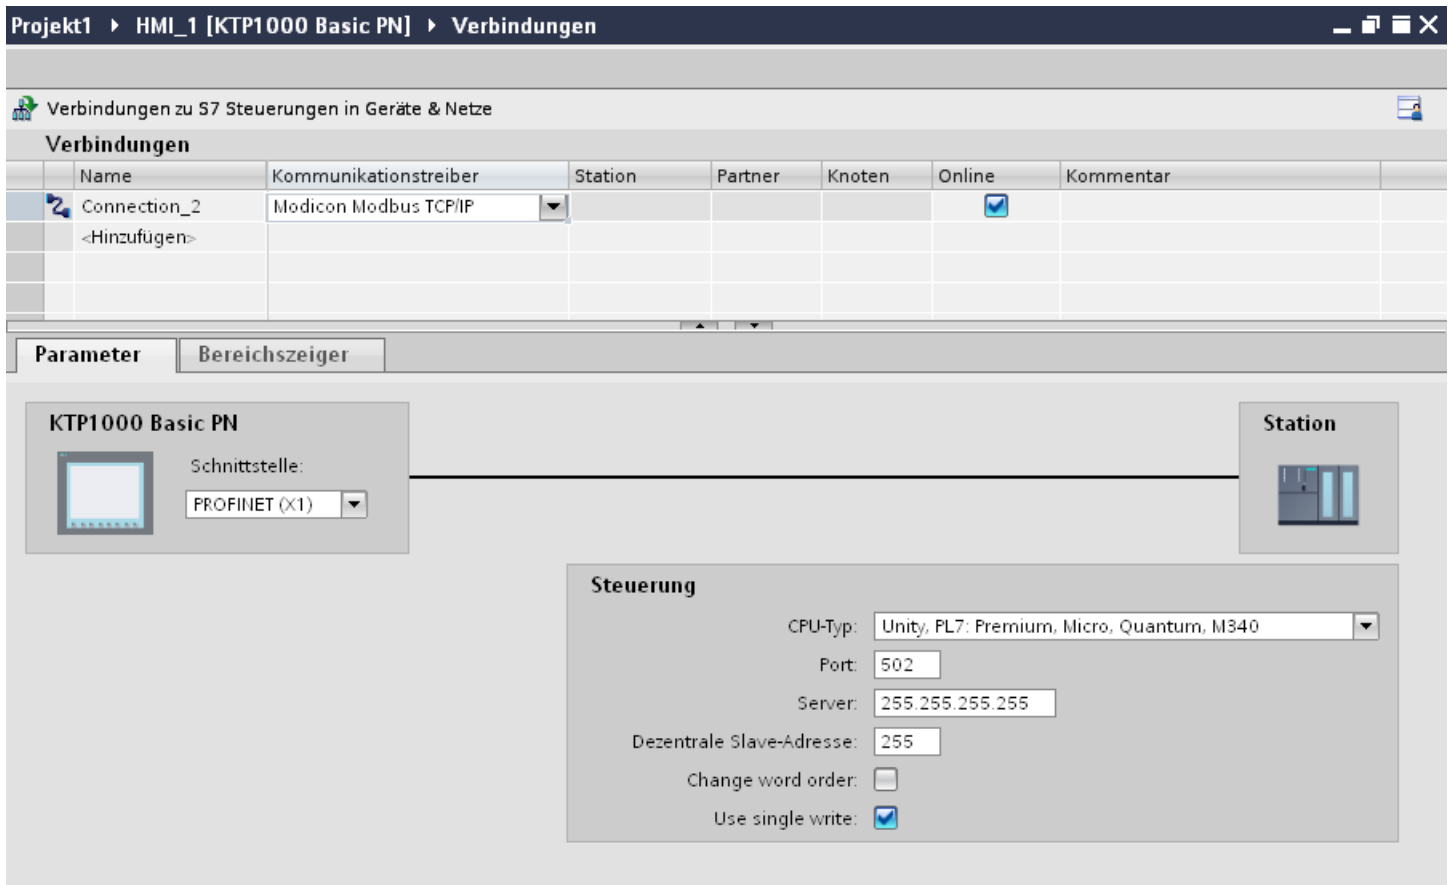 Projekt1 ▸ HMI_1 [KTP1000 Basic PN] ▸ Verbindungen
Verbindungen zu S7 Steuerungen in Geräte & Netze
Verbindungen
Name Kommunikationstreiber Station Partner Knoten Online Kommentar
Connection_2 Modicon Modbus TCP/IP
<Hinzufügen>
Parameter Bereichszeiger
KTP1000 Basic PN Station
Schnittstelle:
PROFINET (X1)
Steuerung
CPU-Typ: Unity, PL7: Premium, Micro, Quantum, M340
Port: 502
Server: 255.255.255.255
Dezentrale Slave-Adresse: 255
Change word order:
Use single write: